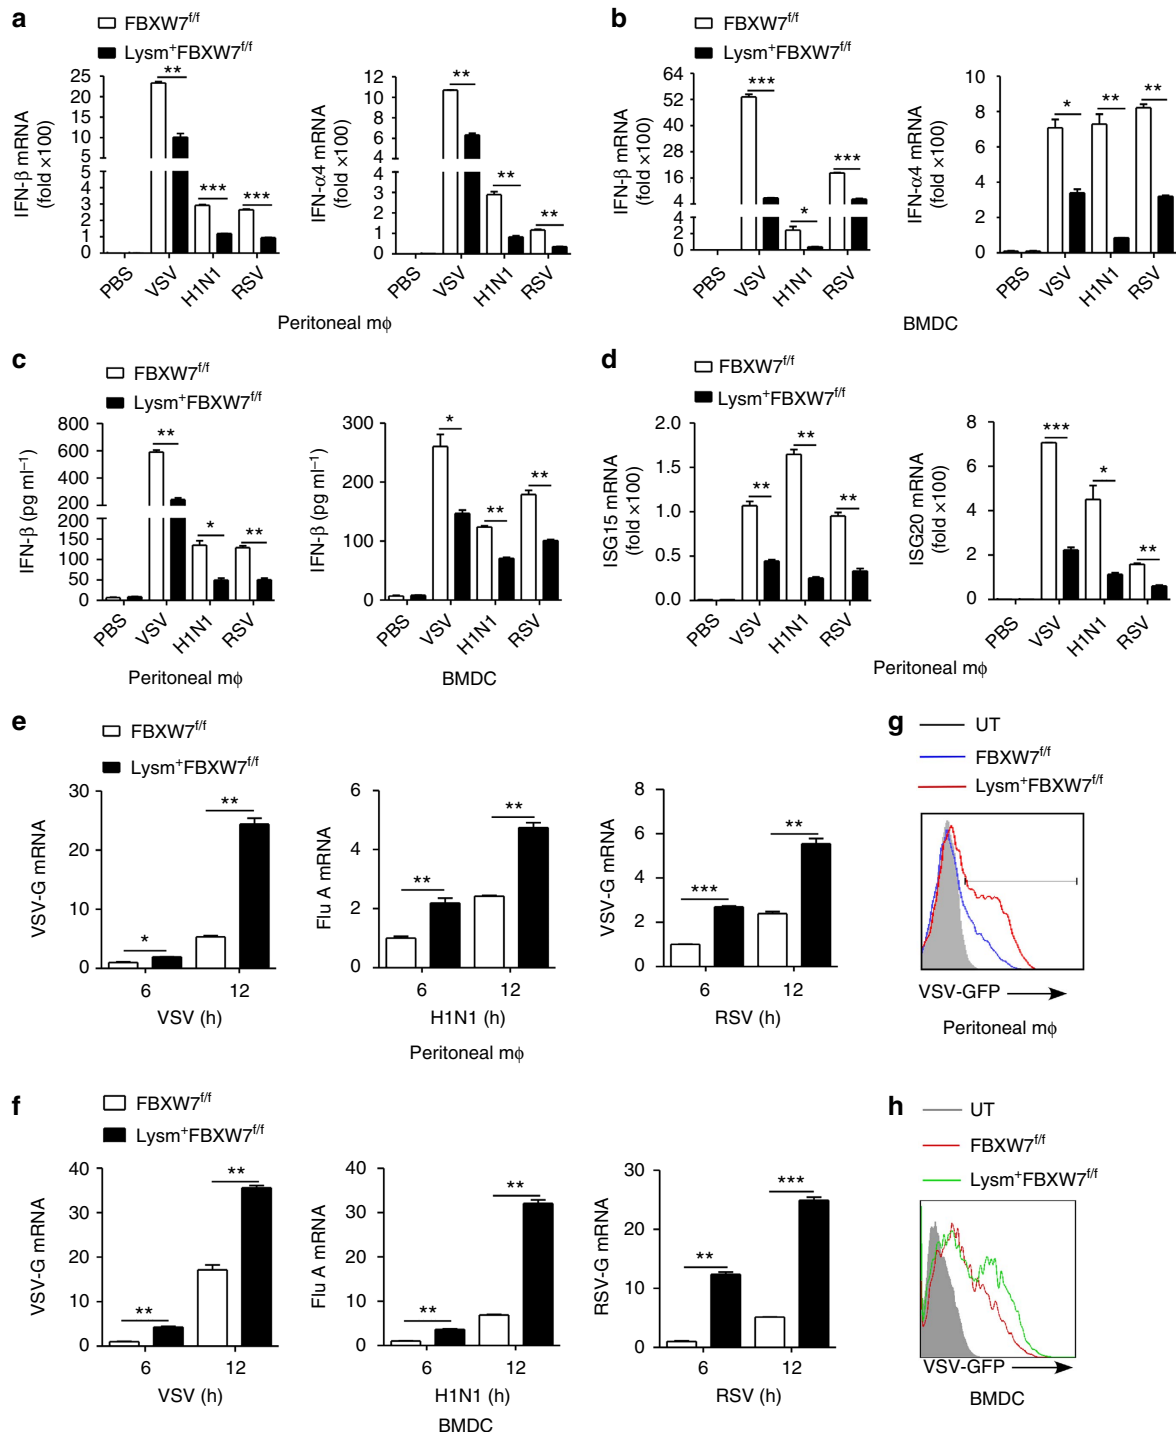 a
FBXW7f/f
Lysm+FBXW7f/f
IFN-β mRNA
(fold ×100)
25
20
15
10
5
5
4
3
2
1
0
**
***
***
PBS
VSV
H1N1
RSV
IFN-α4 mRNA
(fold ×100)
12
10
8
6
4
4
3
2
1
0
**
**
**
PBS
VSV
H1N1
RSV
Peritoneal mϕ
b
FBXW7f/f
Lysm+FBXW7f/f
IFN-β mRNA
(fold ×100)
64
52
40
28
16
4
4
2
0
***
*
***
PBS
VSV
H1N1
RSV
IFN-α4 mRNA
(fold ×100)
10
8
6
4
2
0
*
**
**
PBS
VSV
H1N1
RSV
BMDC
c
FBXW7f/f
Lysm+FBXW7f/f
IFN-β (pg ml−1)
800
600
400
200
200
150
100
50
0
**
*
**
PBS
VSV
H1N1
RSV
Peritoneal mϕ
IFN-β (pg ml−1)
300
200
100
0
*
**
**
PBS
VSV
H1N1
RSV
BMDC
d
FBXW7f/f
Lysm+FBXW7f/f
ISG15 mRNA
(fold ×100)
2.0
1.5
1.0
0.5
0.0
**
**
**
PBS
VSV
H1N1
RSV
ISG20 mRNA
(fold ×100)
8
6
4
2
0
***
*
**
PBS
VSV
H1N1
RSV
Peritoneal mϕ
e
FBXW7f/f
Lysm+FBXW7f/f
VSV-G mRNA
30
20
10
0
*
**
6
12
VSV (h)
Flu A mRNA
6
4
2
0
**
**
6
12
H1N1 (h)
VSV-G mRNA
8
6
4
2
0
***
**
6
12
RSV (h)
Peritoneal mϕ
g
UT
FBXW7f/f
Lysm+FBXW7f/f
VSV-GFP
Peritoneal mϕ
f
FBXW7f/f
Lysm+FBXW7f/f
VSV-G mRNA
40
30
20
10
0
**
**
6
12
VSV (h)
Flu A mRNA
40
30
20
10
0
**
**
6
12
H1N1 (h)
RSV-G mRNA
30
20
10
0
**
***
6
12
RSV (h)
BMDC
h
UT
FBXW7f/f
Lysm+FBXW7f/f
VSV-GFP
BMDC